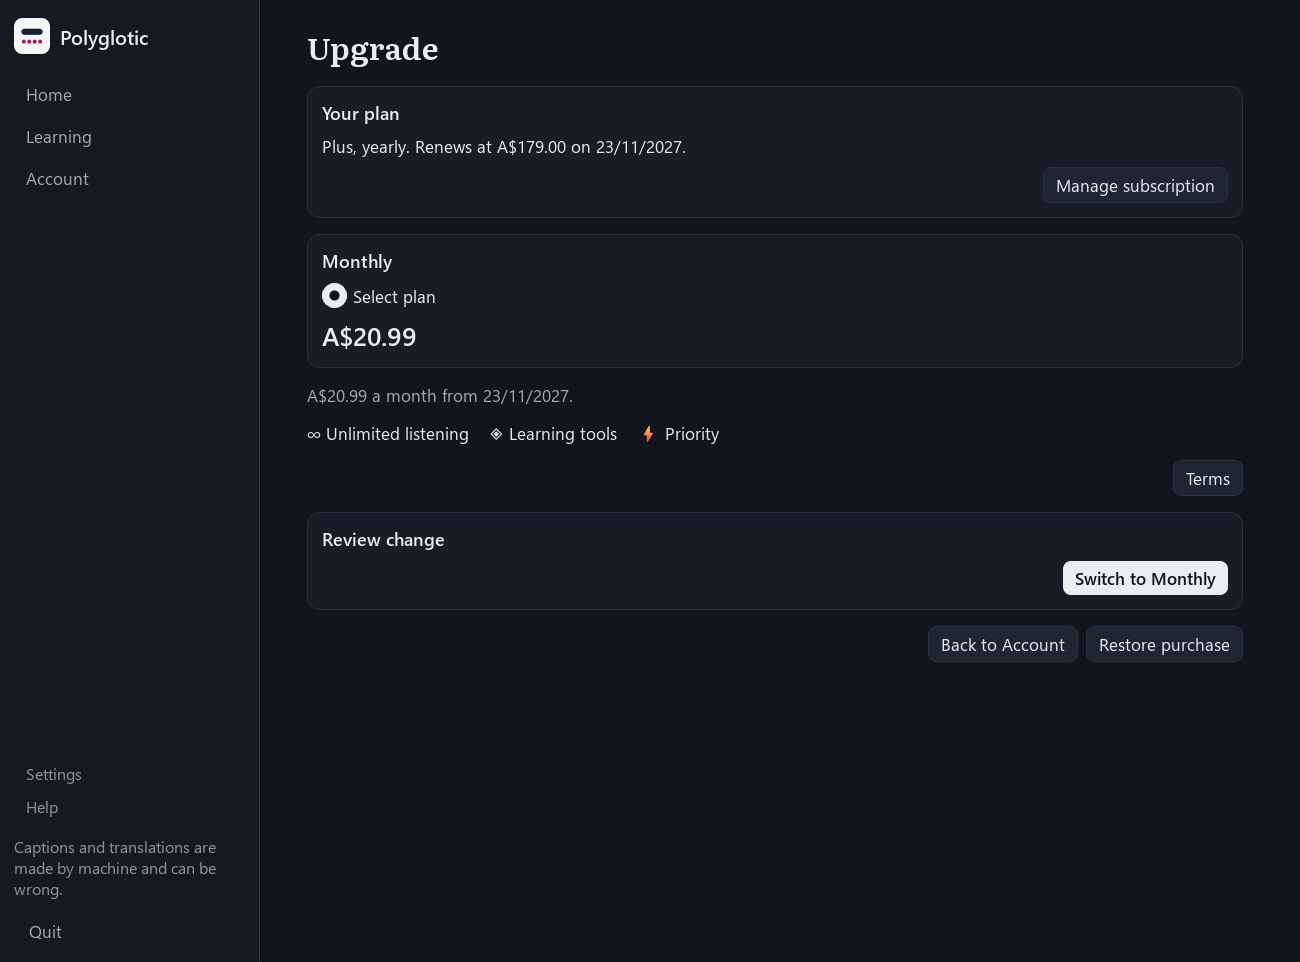 Polyglotic
Home
Learning
Account
Settings
Help
Captions and translations are
made by machine and can be
wrong.
Quit
Upgrade
Your plan
Plus, yearly. Renews at A$179.00 on 23/11/2027.
Manage subscription
Monthly
Select plan
A$20.99
A$20.99 a month from 23/11/2027.
∞ Unlimited listening ◈ Learning tools ⚡ Priority
Terms
Review change
Switch to Monthly
Back to Account Restore purchase